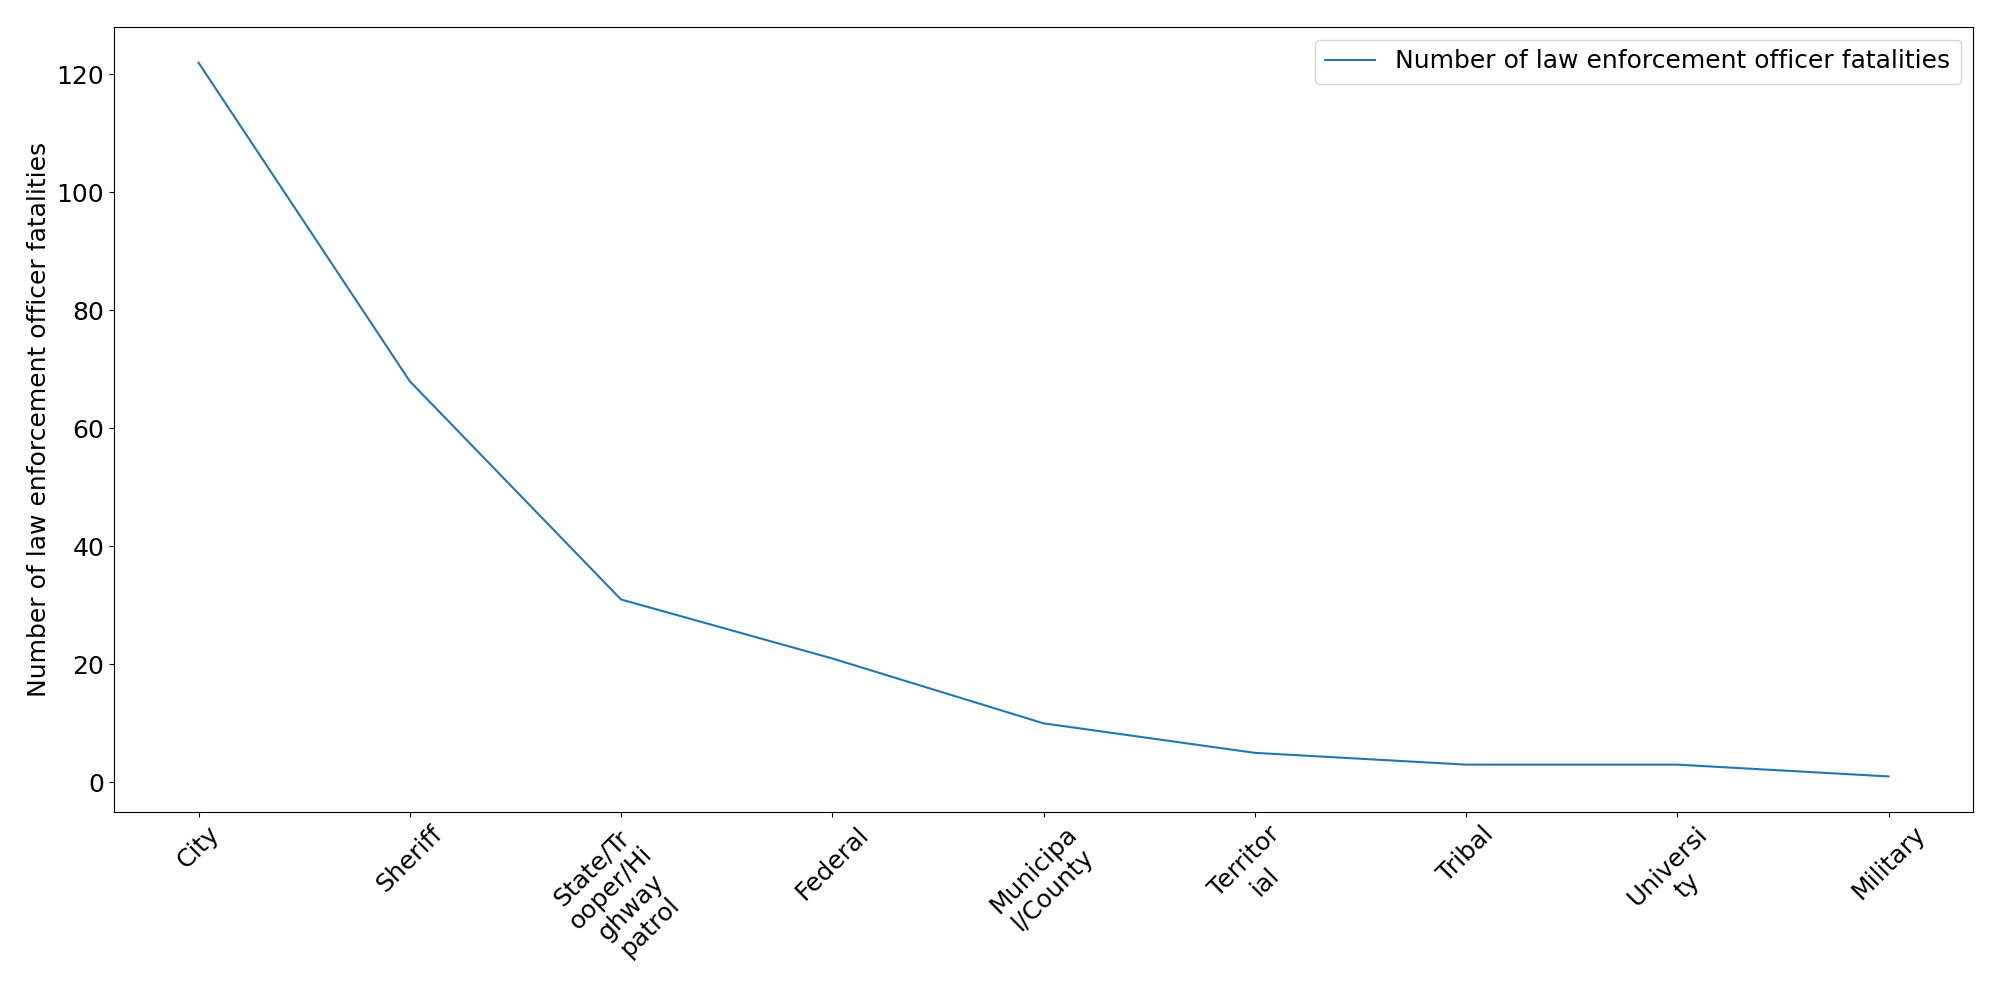 Number of law enforcement officer fatalities
Number of law enforcement officer fatalities
120
100
80
60
40
20
0
City
Sheriff
State/Tr
ooper/Hi
ghway
patrol
Federal
Municipa
l/County
Territor
ial
Tribal
Universi
ty
Military